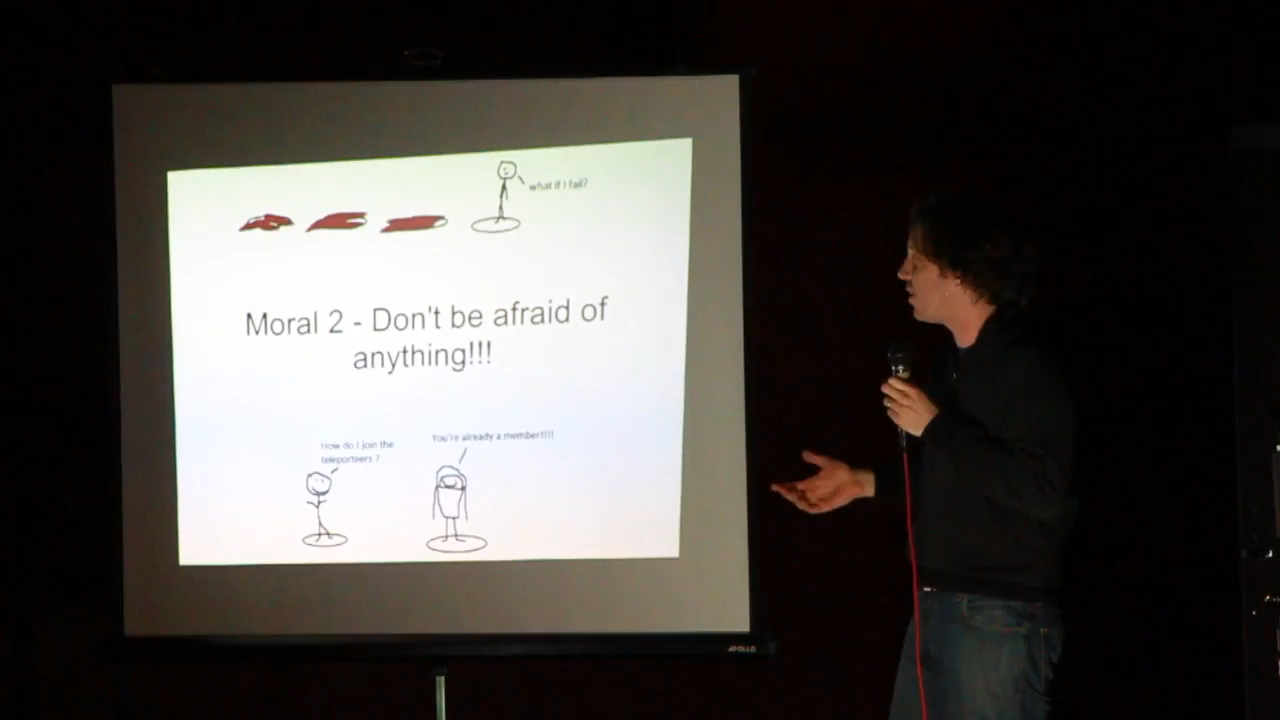 what if I fail?
Moral 2 - Don't be afraid of
anything!!!
How do I join the
teleporteers ?
You're already a member!!!!
APOLLO